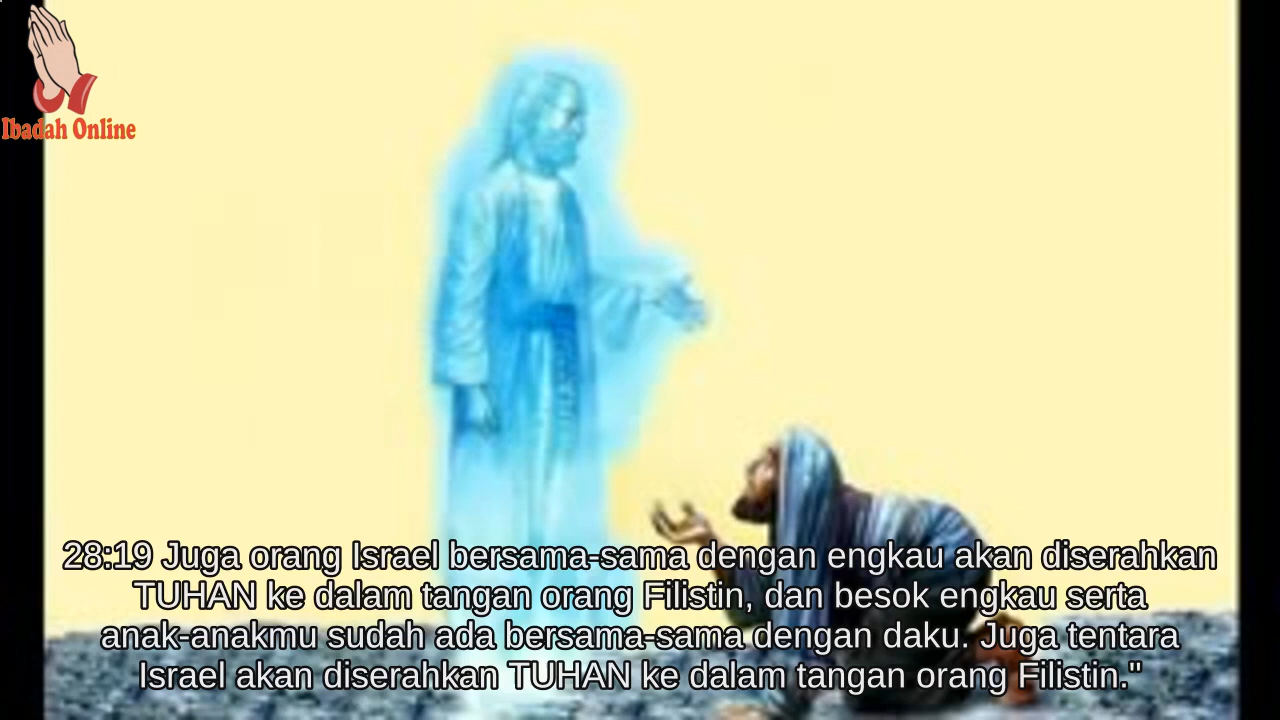 Ibadah Online
28:19 Juga orang Israel bersama-sama dengan engkau akan diserahkan
TUHAN ke dalam tangan orang Filistin, dan besok engkau serta
anak-anakmu sudah ada bersama-sama dengan daku. Juga tentara
Israel akan diserahkan TUHAN ke dalam tangan orang Filistin."